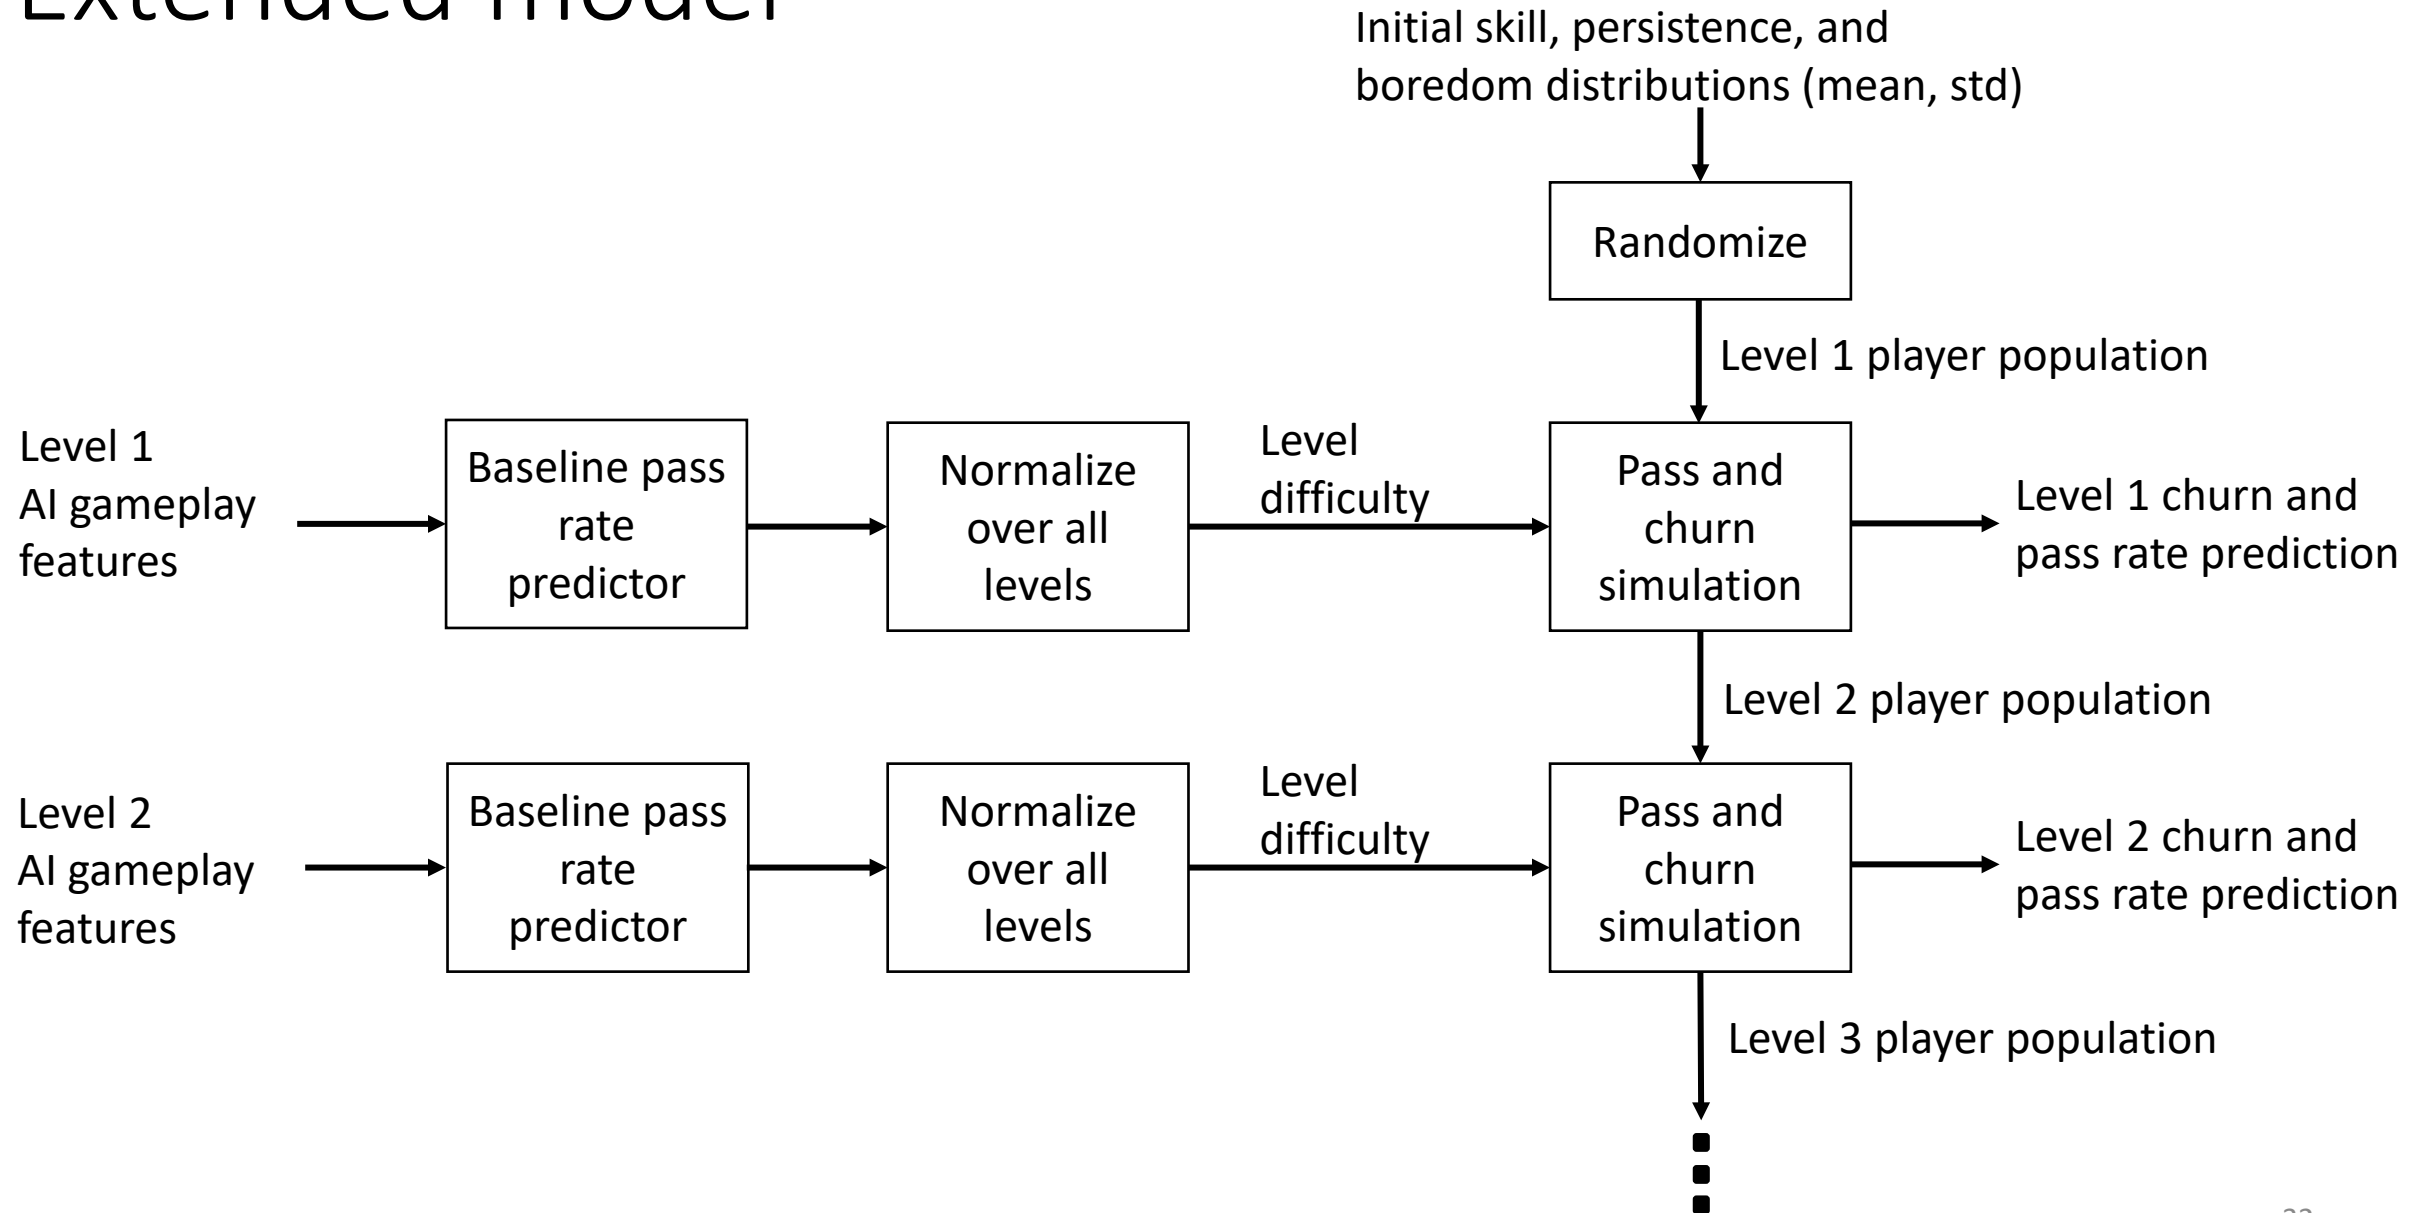 Extended model
Initial skill, persistence, and
boredom distributions (mean, std)
Randomize
Level 1 player population
Level 1
AI gameplay
features
Baseline pass
rate
predictor
Normalize
over all
levels
Level
difficulty
Pass and
churn
simulation
Level 1 churn and
pass rate prediction
Level 2 player population
Level 2
AI gameplay
features
Baseline pass
rate
predictor
Normalize
over all
levels
Level
difficulty
Pass and
churn
simulation
Level 2 churn and
pass rate prediction
Level 3 player population